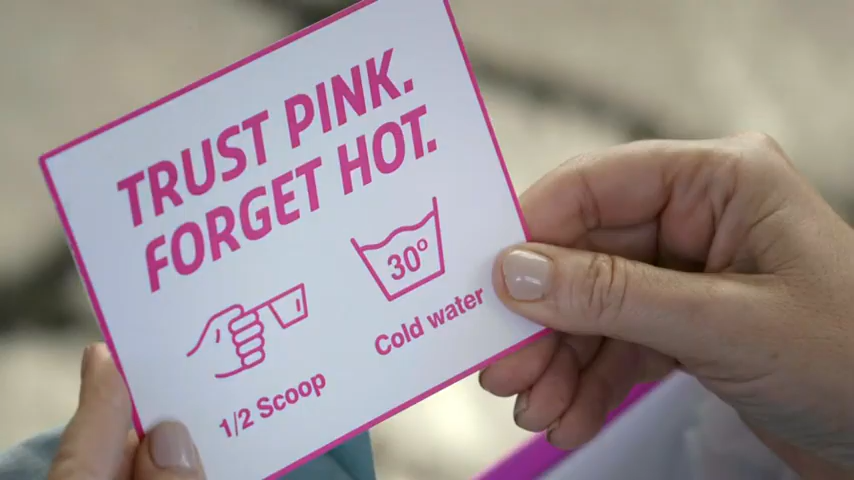 TRUST PINK.
FORGET HOT.
30°
1/2 Scoop
Cold water